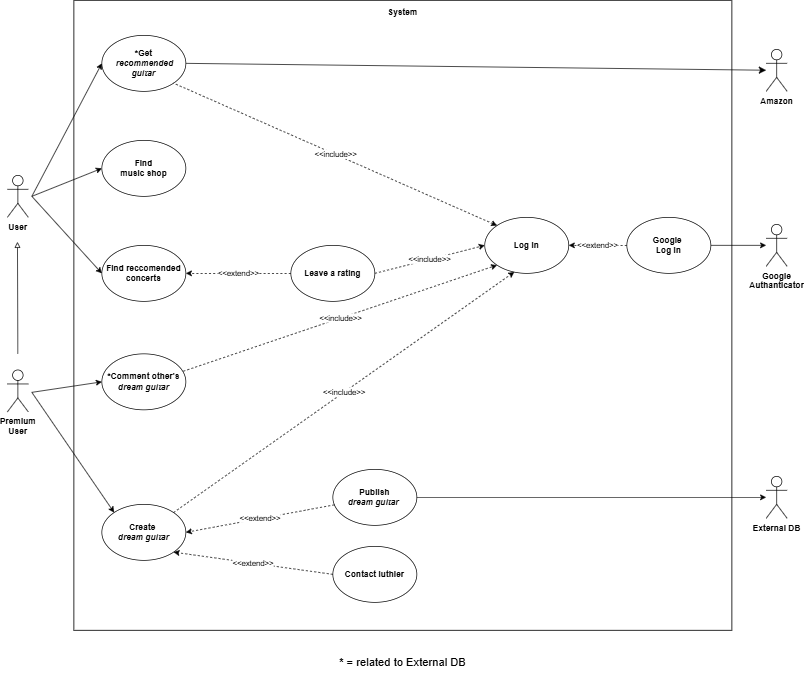 System
*Get
recommended
guitar
Amazon
<<include>>
Find
music shop
User
Log In
<<extend>>
Google
Log In
Google
Authanticator
Find reccomended
concerts
<<extend>>
Leave a rating
<<include>>
<<include>>
*Comment other's
dream guitar
<<include>>
Premium
User
Publish
dream guitar
External DB
<<extend>>
Create
dream guitar
<<extend>>
Contact luthier
* = related to External DB